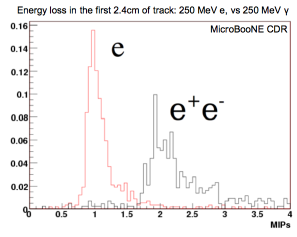 Energy loss in the first 2.4cm of track: 250 MeV e, vs 250 MeV γ
MicroBooNE CDR
0.16
0.14
0.12
0.1
0.08
0.06
0.04
0.02
0
e
e+e-
0 0.5 1 1.5 2 2.5 3 3.5 4
MIPs